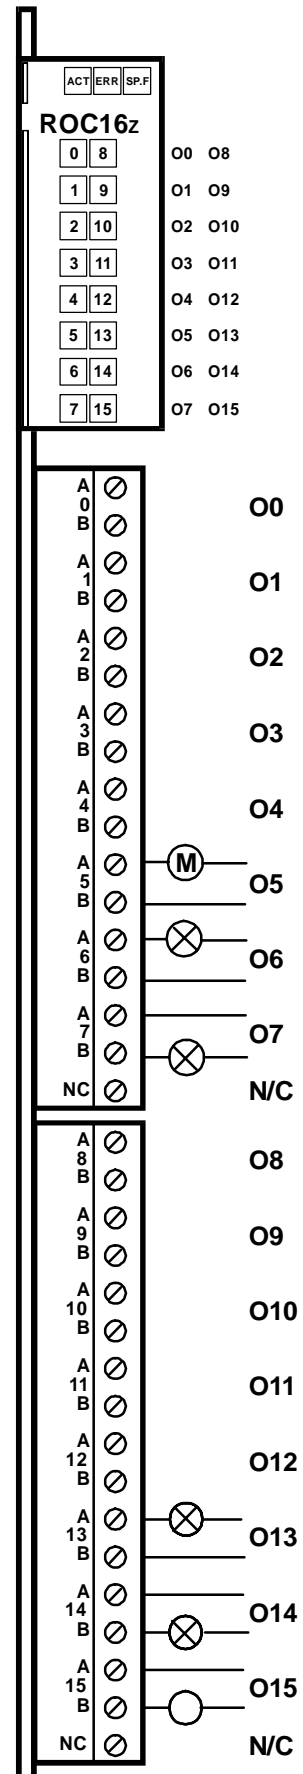 ACT ERR SP.F
ROC16Z
0 8 O0 O8
1 9 O1 O9
2 10 O2 O10
3 11 O3 O11
4 12 O4 O12
5 13 O5 O13
6 14 O6 O14
7 15 O7 O15
A
0 O0
B
A
1 O1
B
A
2 O2
B
A
3 O3
B
A
4 O4
B
A M
5 O5
B
A
6 O6
B
A
7 O7
B
NC N/C
A
8 O8
B
A
9 O9
B
A
10 O10
B
A
11 O11
B
A
12 O12
B
A
13 O13
B
A
14 O14
B
A
15 O15
B
NC N/C